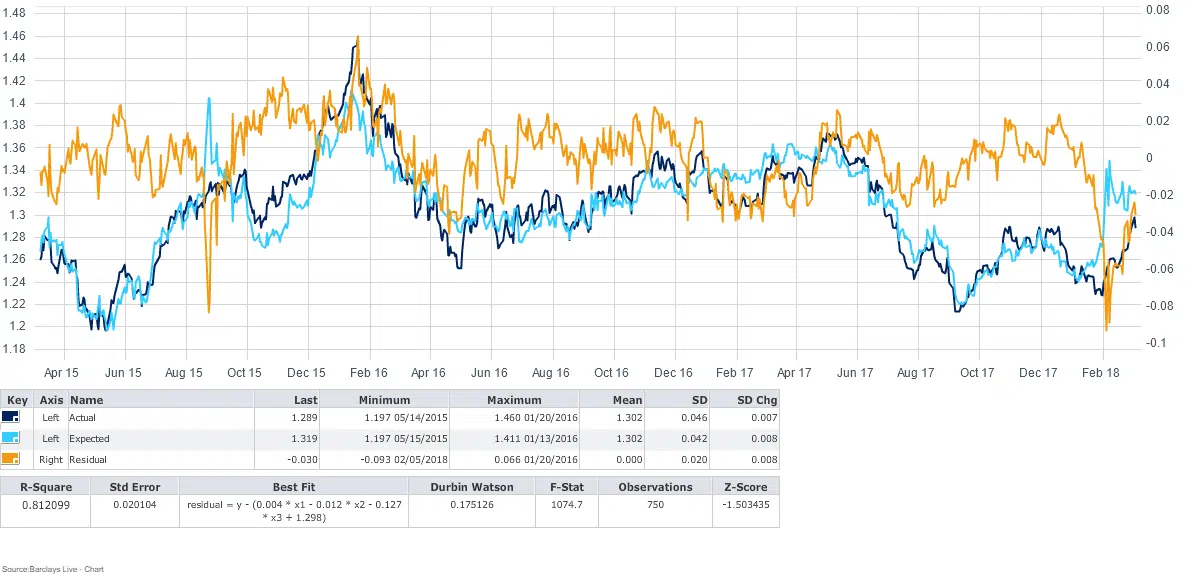 1.48
1.46
1.44
1.42
1.4
1.38
1.36
1.34
1.32
1.3
1.28
1.26
1.24
1.22
1.2
1.18
0.08
0.06
0.04
0.02
0
-0.02
-0.04
-0.06
-0.08
-0.1
Apr 15 Jun 15 Aug 15 Oct 15 Dec 15 Feb 16 Apr 16 Jun 16 Aug 16 Oct 16 Dec 16 Feb 17 Apr 17 Jun 17 Aug 17 Oct 17 Dec 17 Feb 18
Key Axis Name Last Minimum Maximum Mean SD SD Chg
Left Actual 1.289 1.197 05/14/2015 1.460 01/20/2016 1.302 0.046 0.007
Left Expected 1.319 1.197 05/15/2015 1.411 01/13/2016 1.302 0.042 0.008
Right Residual -0.030 -0.093 02/05/2018 0.066 01/20/2016 0.000 0.020 0.008
R-Square Std Error Best Fit Durbin Watson F-Stat Observations Z-Score
0.812099 0.020104 residual = y - (0.004 * x1 - 0.012 * x2 - 0.127 0.175126 1074.7 750 -1.503435
* x3 + 1.298)
Source:Barclays Live - Chart